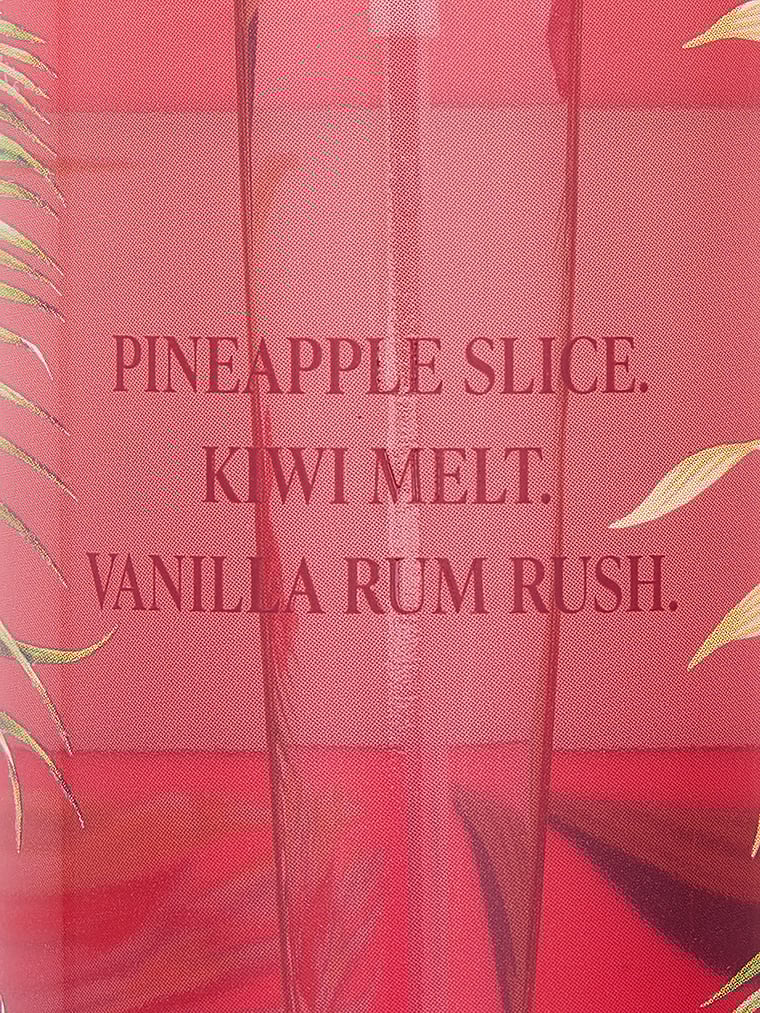 PINEAPPLE SLICE.
KIWI MELT.
VANILLA RUM RUSH.